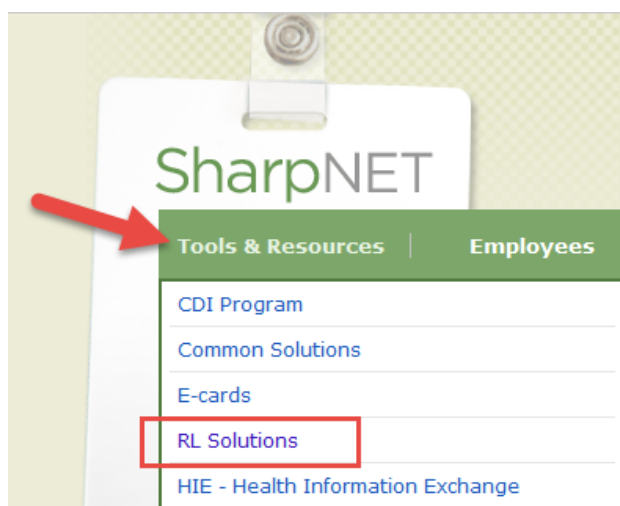 SharpNET
Tools & Resources | Employees
CDI Program
Common Solutions
E-cards
RL Solutions
HIE - Health Information Exchange